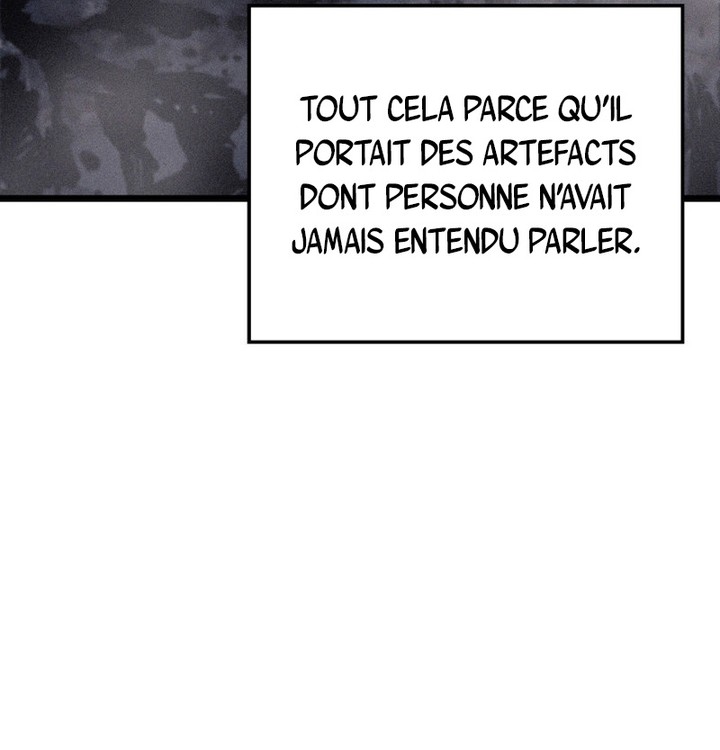 TOUT CELA PARCE QU'IL
PORTAIT DES ARTEFACTS
DONT PERSONNE N'AVAIT
JAMAIS ENTENDU PARLER.